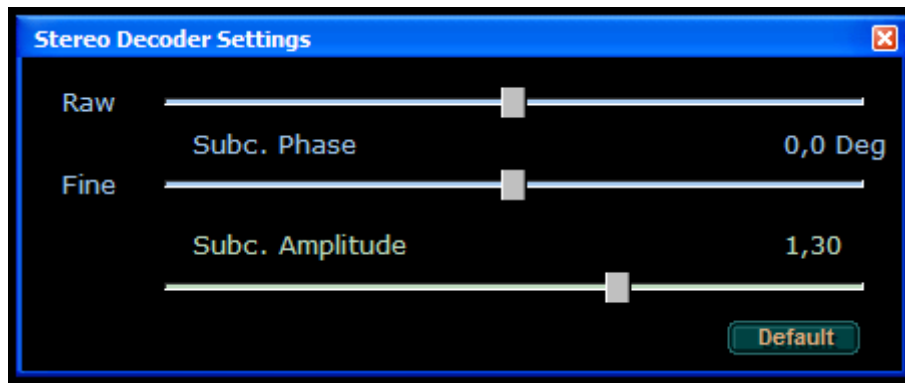 Stereo Decoder Settings
Raw
Subc. Phase 0,0 Deg
Fine
Subc. Amplitude 1,30
Default